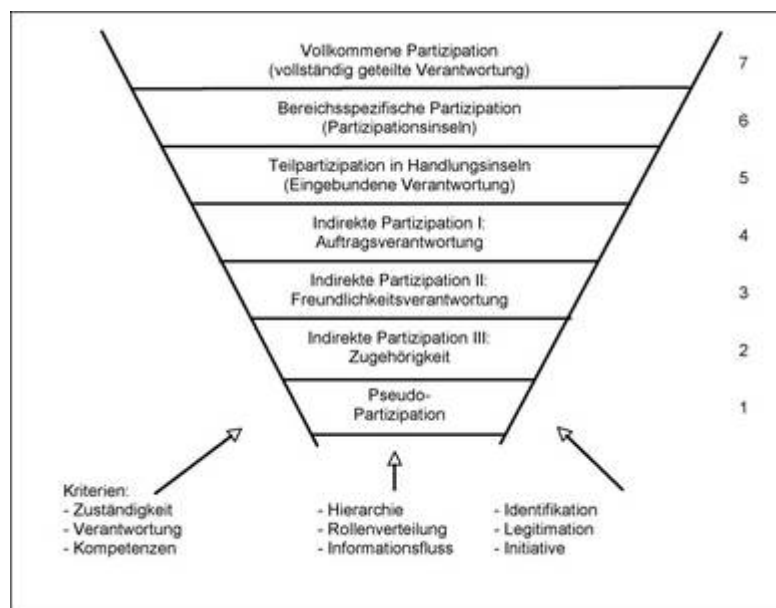 Vollkommene Partizipation
(vollständig geteilte Verantwortung)
7
Bereichsspezifische Partizipation
(Partizipationsinseln)
6
Teilpartizipation in Handlungsinseln
(Eingebundene Verantwortung)
5
Indirekte Partizipation I:
Auftragsverantwortung
4
Indirekte Partizipation II:
Freundlichkeitsverantwortung
3
Indirekte Partizipation III:
Zugehörigkeit
2
Pseudo-
Partizipation
1
Kriterien:
- Zuständigkeit
- Verantwortung
- Kompetenzen
- Hierarchie
- Rollenverteilung
- Informationsfluss
- Identifikation
- Legitimation
- Initiative